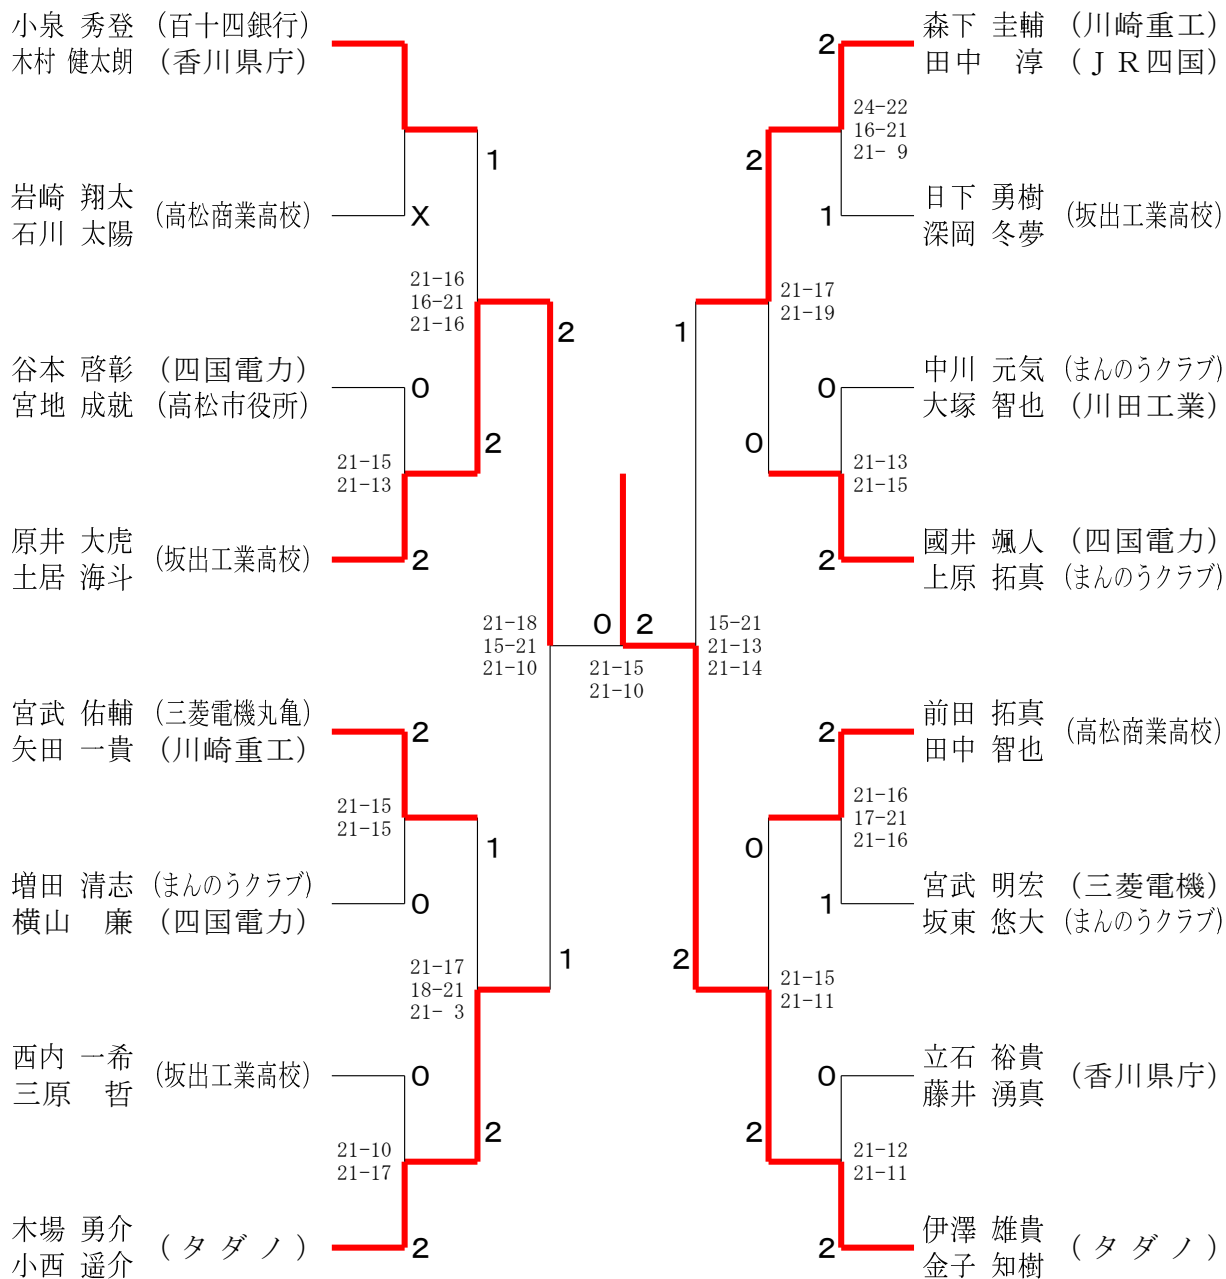 小泉 秀登 (百十四銀行)
木村 健太朗 (香川県庁)
1
岩崎 翔太
石川 太陽
(高松商業高校)
X
21-16
16-21
21-16
2
谷本 啓彰 (四国電力)
宮地 成就 (高松市役所)
0
2
21-15
21-13
原井 大虎
土居 海斗
(坂出工業高校)
2
21-18
15-21
21-10
0
2
21-15
21-10
宮武 佑輔 (三菱電機丸亀)
矢田 一貴 (川崎重工)
2
21-15
21-15
1
増田 清志 (まんのうクラブ)
横山 廉 (四国電力)
0
21-17
18-21
21- 3
1
西内 一希
三原 哲
(坂出工業高校)
0
2
21-10
21-17
木場 勇介
小西 遥介
(タダノ)
2
森下 圭輔 (川崎重工)
田中 淳 (ＪＲ四国)
2
24-22
16-21
21- 9
2
日下 勇樹
深岡 冬夢
(坂出工業高校)
1
21-17
21-19
1
中川 元気 (まんのうクラブ)
大塚 智也 (川田工業)
0
0
21-13
21-15
國井 颯人 (四国電力)
上原 拓真 (まんのうクラブ)
2
15-21
21-13
21-14
前田 拓真
田中 智也
(高松商業高校)
2
21-16
17-21
21-16
0
宮武 明宏 (三菱電機)
坂東 悠大 (まんのうクラブ)
1
2
21-15
21-11
立石 裕貴
藤井 湧真
(香川県庁)
0
2
21-12
21-11
伊澤 雄貴
金子 知樹
(タダノ)
2